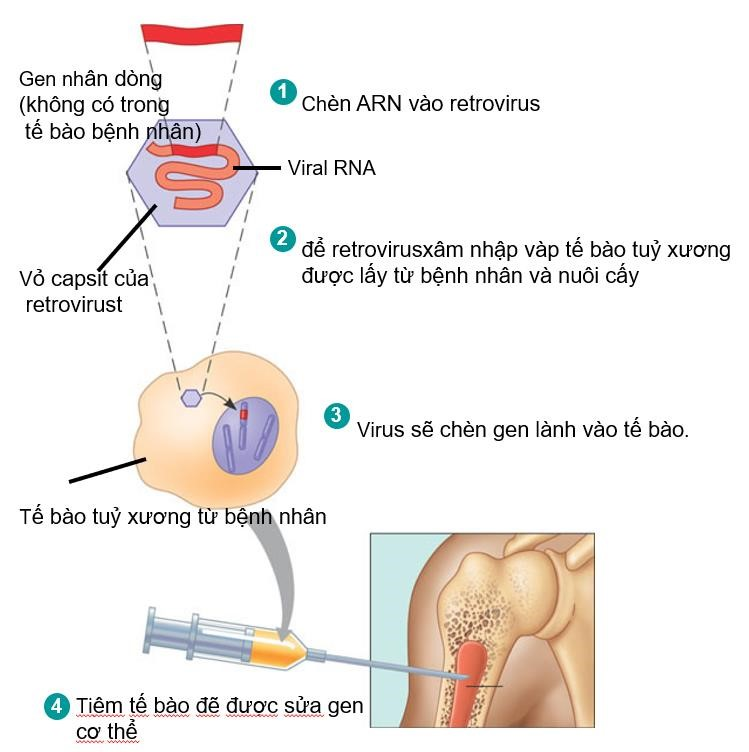 Gen nhân dòng
(không có trong
tế bào bệnh nhân)
1
Chèn ARN vào retrovirus
Viral RNA
2
để retrovirusxâm nhập vàp tế bào tuỷ xương
được lấy từ bệnh nhân và nuôi cấy
Vỏ capsit của
retrovirust
3
Virus sẽ chèn gen lành vào tế bào.
Tế bào tuỷ xương từ bệnh nhân
4
Tiêm tế bào đẽ được sửa gen
cơ thể